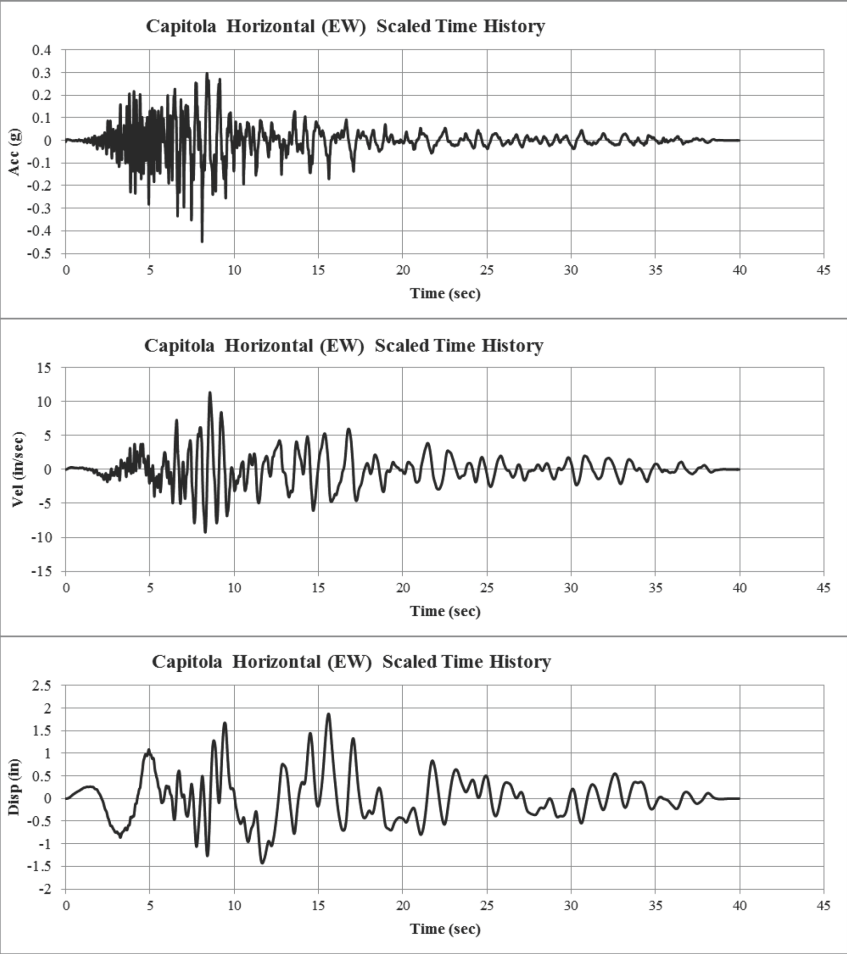 Capitola Horizontal (EW) Scaled Time History
0.4
0.3
0.2
0.1
0
-0.1
-0.2
-0.3
-0.4
-0.5
Acc (g)
0 5 10 15 20 25 30 35 40 45
Time (sec)
Capitola Horizontal (EW) Scaled Time History
15
10
5
0
-5
-10
-15
Vel (in/sec)
0 5 10 15 20 25 30 35 40 45
Time (sec)
Capitola Horizontal (EW) Scaled Time History
2.5
2
1.5
1
0.5
0
-0.5
-1
-1.5
-2
Disp (in)
0 5 10 15 20 25 30 35 40 45
Time (sec)